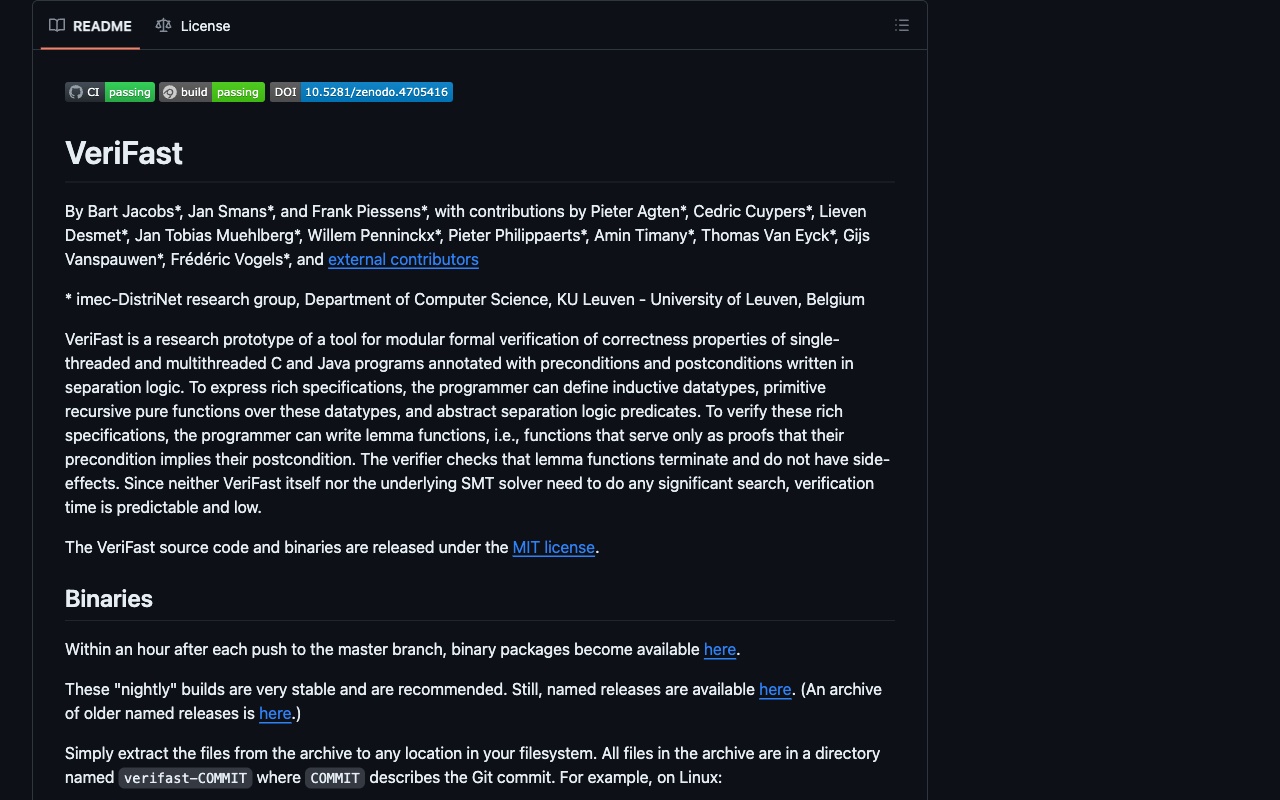 README License
CI passing build passing DOI 10.5281/zenodo.4705416
VeriFast
By Bart Jacobs*, Jan Smans*, and Frank Piessens*, with contributions by Pieter Agten*, Cedric Cuypers*, Lieven
Desmet*, Jan Tobias Muehlberg*, Willem Penninckx*, Pieter Philippaerts*, Amin Timany*, Thomas Van Eyck*, Gijs
Vanspauwen*, Frédéric Vogels*, and external contributors
* imec-DistriNet research group, Department of Computer Science, KU Leuven - University of Leuven, Belgium
VeriFast is a research prototype of a tool for modular formal verification of correctness properties of single-
threaded and multithreaded C and Java programs annotated with preconditions and postconditions written in
separation logic. To express rich specifications, the programmer can define inductive datatypes, primitive
recursive pure functions over these datatypes, and abstract separation logic predicates. To verify these rich
specifications, the programmer can write lemma functions, i.e., functions that serve only as proofs that their
precondition implies their postcondition. The verifier checks that lemma functions terminate and do not have side-
effects. Since neither VeriFast itself nor the underlying SMT solver need to do any significant search, verification
time is predictable and low.
The VeriFast source code and binaries are released under the MIT license.
Binaries
Within an hour after each push to the master branch, binary packages become available here.
These "nightly" builds are very stable and are recommended. Still, named releases are available here. (An archive
of older named releases is here.)
Simply extract the files from the archive to any location in your filesystem. All files in the archive are in a directory
named verifast-COMMIT where COMMIT describes the Git commit. For example, on Linux: